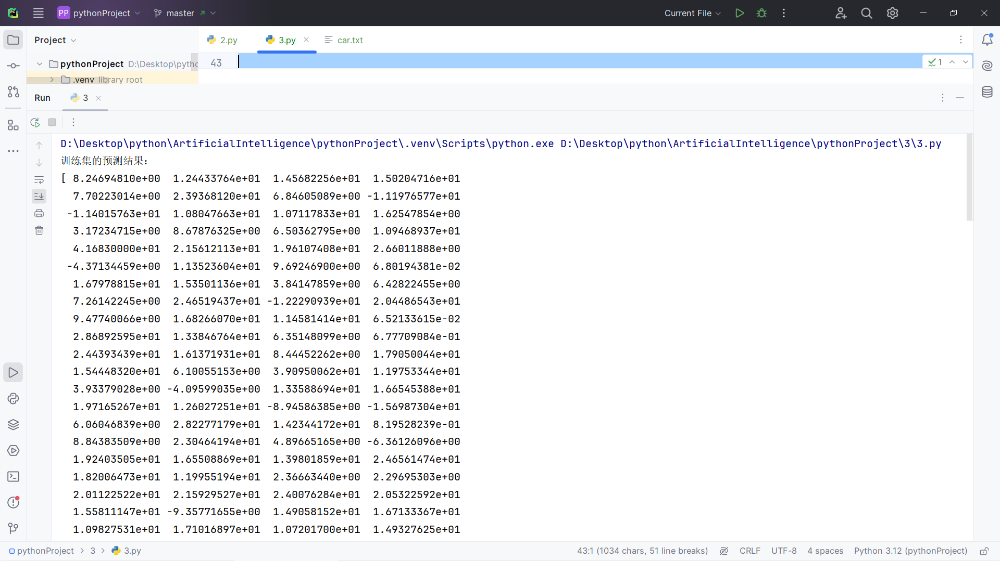 PP pythonProject master Current File
Project 2.py 3.py car.txt
pythonProject D:\Desktop\pythc 43 1
.venv library root
Run 3
D:\Desktop\python\ArtificialIntelligence\pythonProject\.venv\Scripts\python.exe D:\Desktop\python\ArtificialIntelligence\pythonProject\3\3.py
训练集的预测结果：
[ 8.24694810e+00  1.24433764e+01  1.45682256e+01  1.50204716e+01
  7.70223014e+00  2.39368120e+01  6.84605089e+00 -1.11976577e+01
 -1.14015763e+01  1.08047663e+01  1.07117833e+01  1.62547854e+00
  3.17234715e+00  8.67876325e+00  6.50362795e+00  1.09468937e+01
  4.16830000e+01  2.15612113e+01  1.96107408e+01  2.66011888e+00
 -4.37134459e+00  1.13523604e+01  9.69246900e+00  6.80194381e-02
  1.67978815e+01  1.53501136e+01  3.84147859e+00  6.42822455e+00
  7.26142245e+00  2.46519437e+01 -1.22290939e+01  2.04486543e+01
  9.47740066e+00  1.68266070e+01  1.14581414e+01  6.52133615e-02
  2.86892595e+01  1.33846764e+01  6.35148099e+00  6.77709084e-01
  2.44393439e+01  1.61371931e+01  8.44452262e+00  1.79050044e+01
  1.54448320e+01  6.10055153e+00  3.90950062e+01  1.19753344e+01
  3.93379028e+00 -4.09599035e+00  1.33588694e+01  1.66545388e+01
  1.97165267e+01  1.26027251e+01 -8.94586385e+00 -1.56987304e+01
  6.06046839e+00  2.82277179e+01  1.42344172e+01  8.19528239e-01
  8.84383509e+00  2.30464194e+01  4.89665165e+00 -6.36126096e+00
  1.92403505e+01  1.65508869e+01  1.39801859e+01  2.46561474e+01
  1.82006473e+01  1.19955194e+01  2.36663440e+00  2.29695303e+00
  2.01122522e+01  2.15929527e+01  2.40076284e+01  2.05322592e+01
  1.55811147e+01 -9.35771655e+00  1.49058152e+01  1.67133367e+01
  1.09827531e+01  1.71016897e+01  1.07201700e+01  1.49327625e+01
pythonProject 3 3.py 43:1 (1034 chars, 51 line breaks) CRLF UTF-8 4 spaces Python 3.12 (pythonProject)